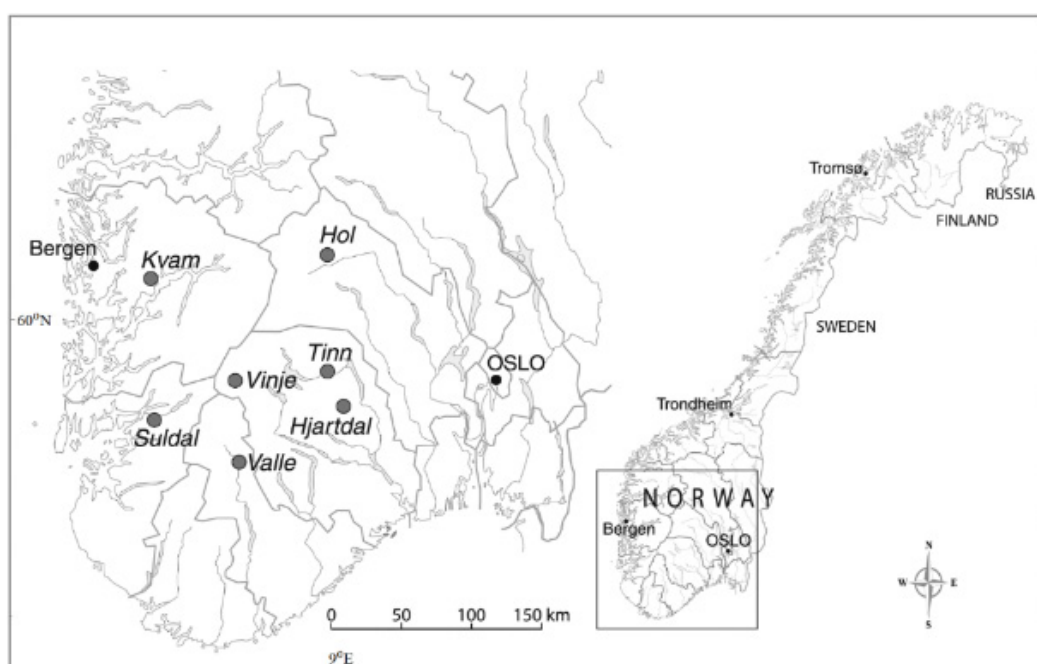 Tromsø
RUSSIA
FINLAND
Hol
Bergen
Kvam
60°N
SWEDEN
Tinn
OSLO
Vinje
Hjartdal
Trondheim
Suldal
Valle
NORWAY
Bergen
OSLO
N
W E
S
0 50 100 150 km
9°E